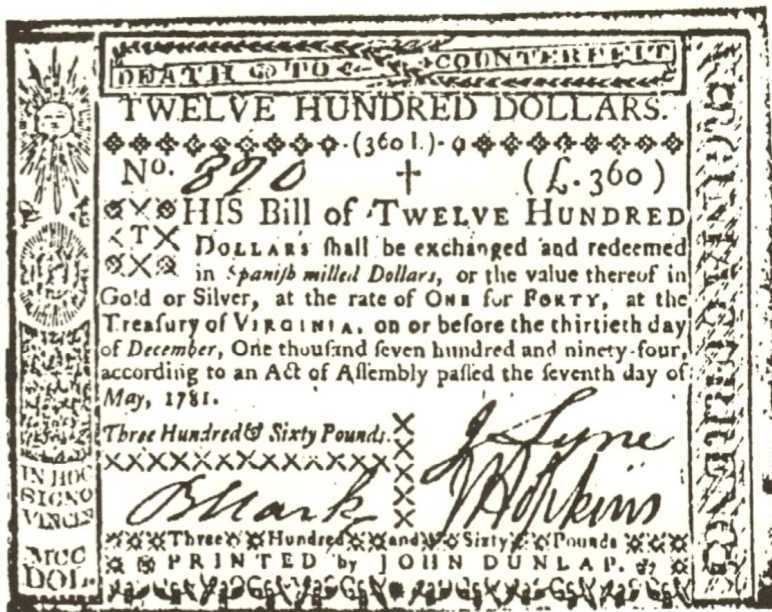 DEATH TO COUNTERFEIT
TWELVE HUNDRED DOLLARS.
(360 l.)
No. 890 (£. 360)
THIS Bill of TWELVE HUNDRED
DOLLARS ſhall be exchanged and redeemed
in Spaniſh milled Dollars, or the value thereof in
Gold or Silver, at the rate of ONE for FORTY, at the
Treaſury of VIRGINIA, on or before the thirtieth day
of December, One thouſand ſeven hundred and ninety-four,
according to an Act of Aſſembly paſſed the ſeventh day of
May, 1781.
Three Hundred & Sixty Pounds.
J Lyne
J Hopkins
Three Hundred and Sixty Pounds
PRINTED by JOHN DUNLAP.
IN HOC
SIGNO
VINCES
MCC
DOL.